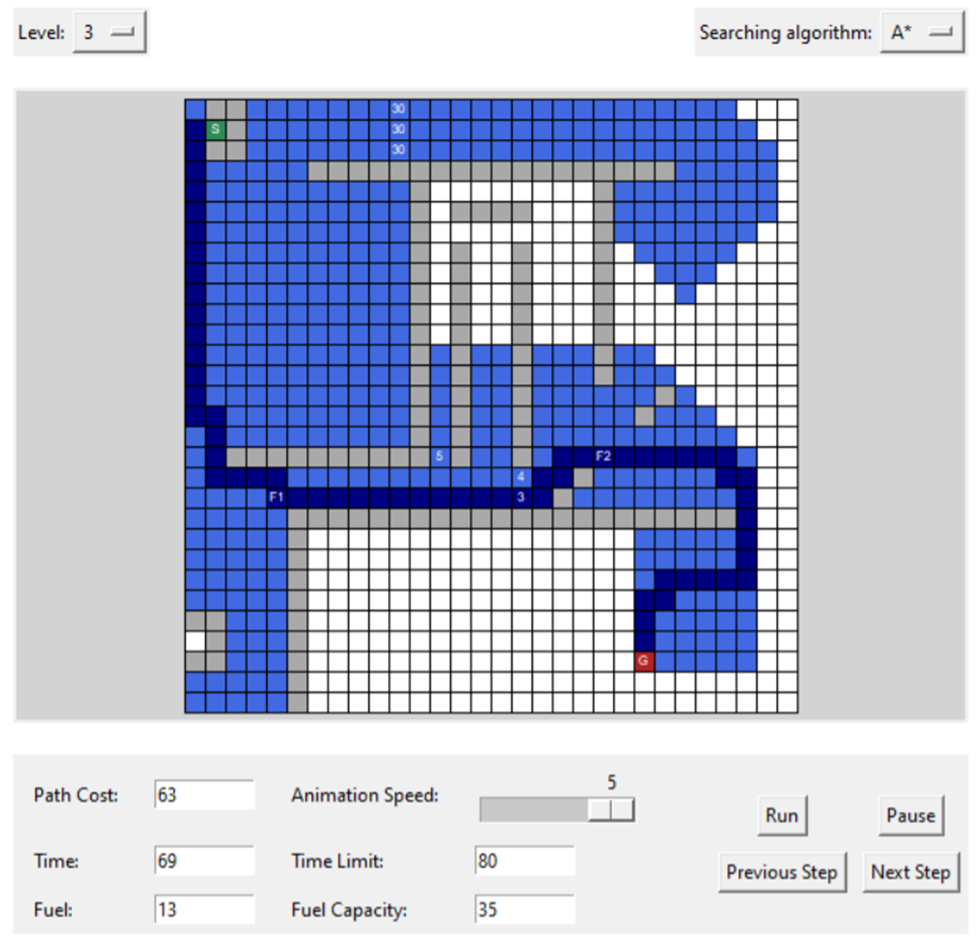 Level: 3 Searching algorithm: A*
30
S 30
30
5 F2
4
F1 3
G
5
Path Cost: 63 Animation Speed:
Run Pause
Time: 69 Time Limit: 80
Previous Step Next Step
Fuel: 13 Fuel Capacity: 35